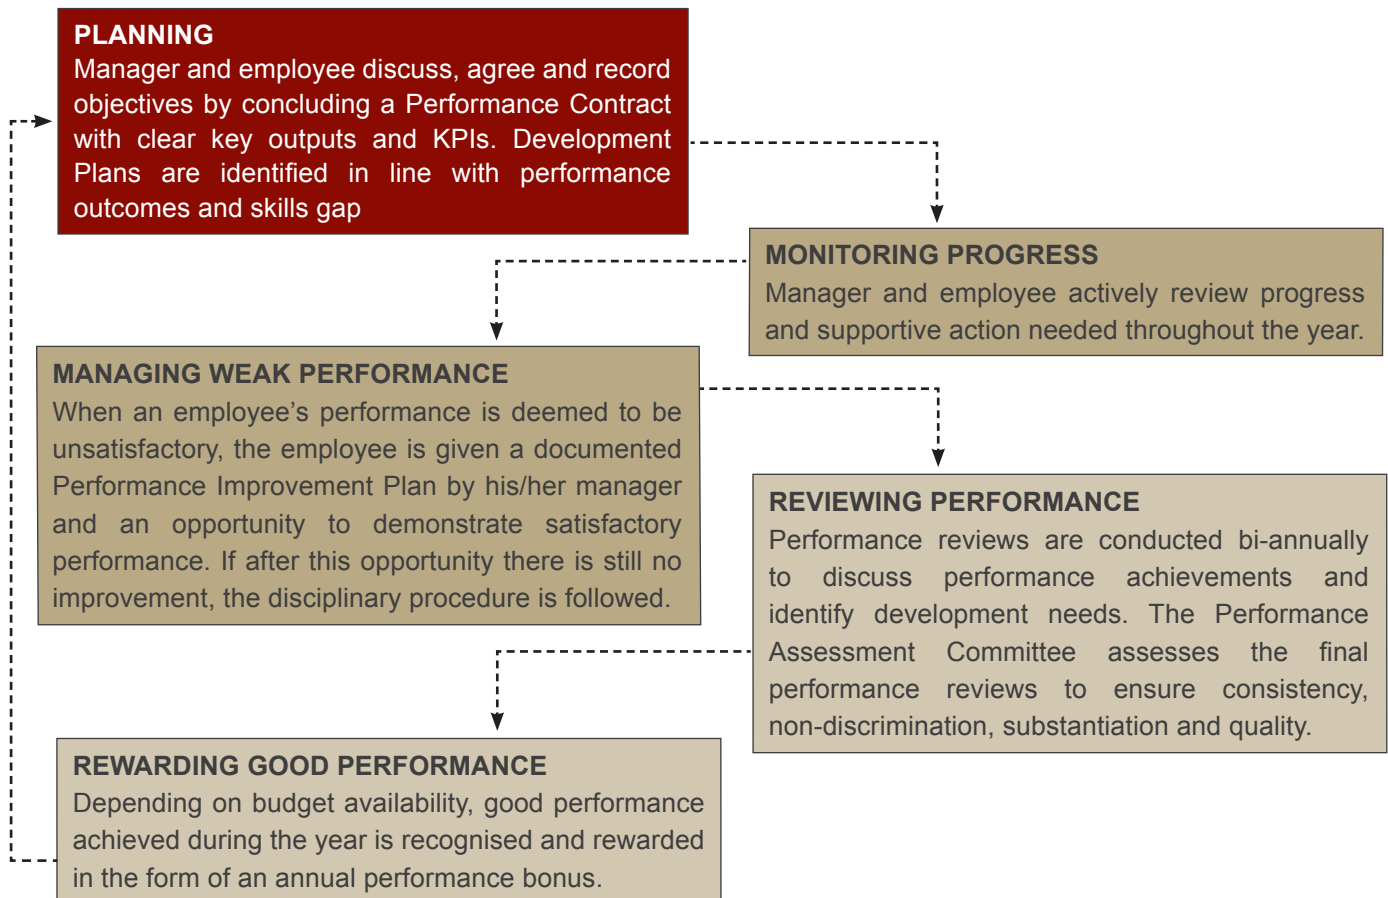 PLANNING
Manager and employee discuss, agree and record
objectives by concluding a Performance Contract
with clear key outputs and KPIs. Development
Plans are identified in line with performance
outcomes and skills gap
MONITORING PROGRESS
Manager and employee actively review progress
and supportive action needed throughout the year.
MANAGING WEAK PERFORMANCE
When an employee’s performance is deemed to be
unsatisfactory, the employee is given a documented
Performance Improvement Plan by his/her manager
and an opportunity to demonstrate satisfactory
performance. If after this opportunity there is still no
improvement, the disciplinary procedure is followed.
REVIEWING PERFORMANCE
Performance reviews are conducted bi-annually
to discuss performance achievements and
identify development needs. The Performance
Assessment Committee assesses the final
performance reviews to ensure consistency,
non-discrimination, substantiation and quality.
REWARDING GOOD PERFORMANCE
Depending on budget availability, good performance
achieved during the year is recognised and rewarded
in the form of an annual performance bonus.